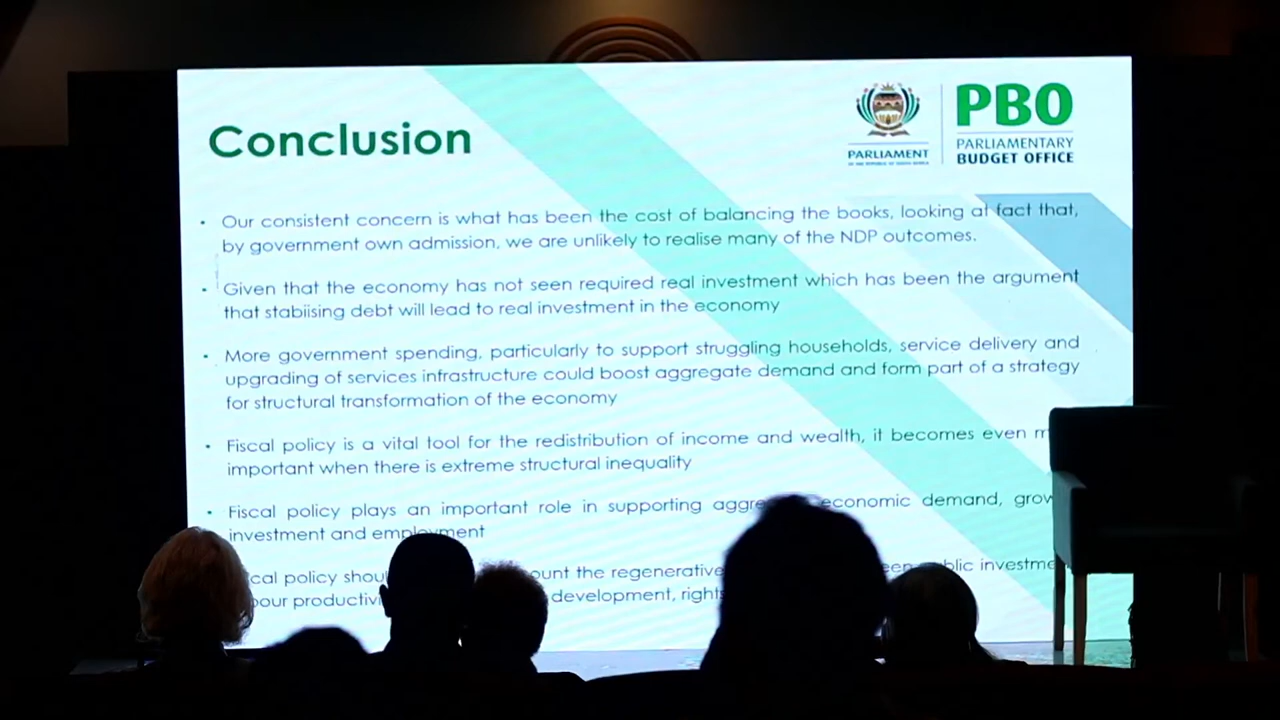 Conclusion
PARLIAMENT
PBO
PARLIAMENTARY
BUDGET OFFICE
• Our consistent concern is what has been the cost of balancing the books, looking at fact that,
by government own admission, we are unlikely to realise many of the NDP outcomes.
• Given that the economy has not seen required real investment which has been the argument
that stabiising debt will lead to real investment in the economy
• More government spending, particularly to support struggling households, service delivery and
upgrading of services infrastructure could boost aggregate demand and form part of a strategy
for structural transformation of the economy
• Fiscal policy is a vital tool for the redistribution of income and wealth, it becomes even
important when there is extreme structural inequality
• Fiscal policy plays an important role in supporting economic demand,
investment and employment
policy the regenerative
development,